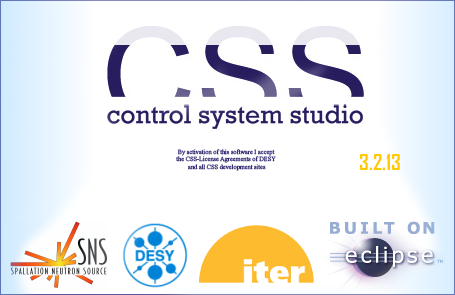 CSS
control system studio
By activation of this software I accept
the CSS-License Agreements of DESY
and all CSS development sites
3.2.13
SNS
SPALLATION NEUTRON SOURCE
DESY
iter
BUILT ON
eclipse™